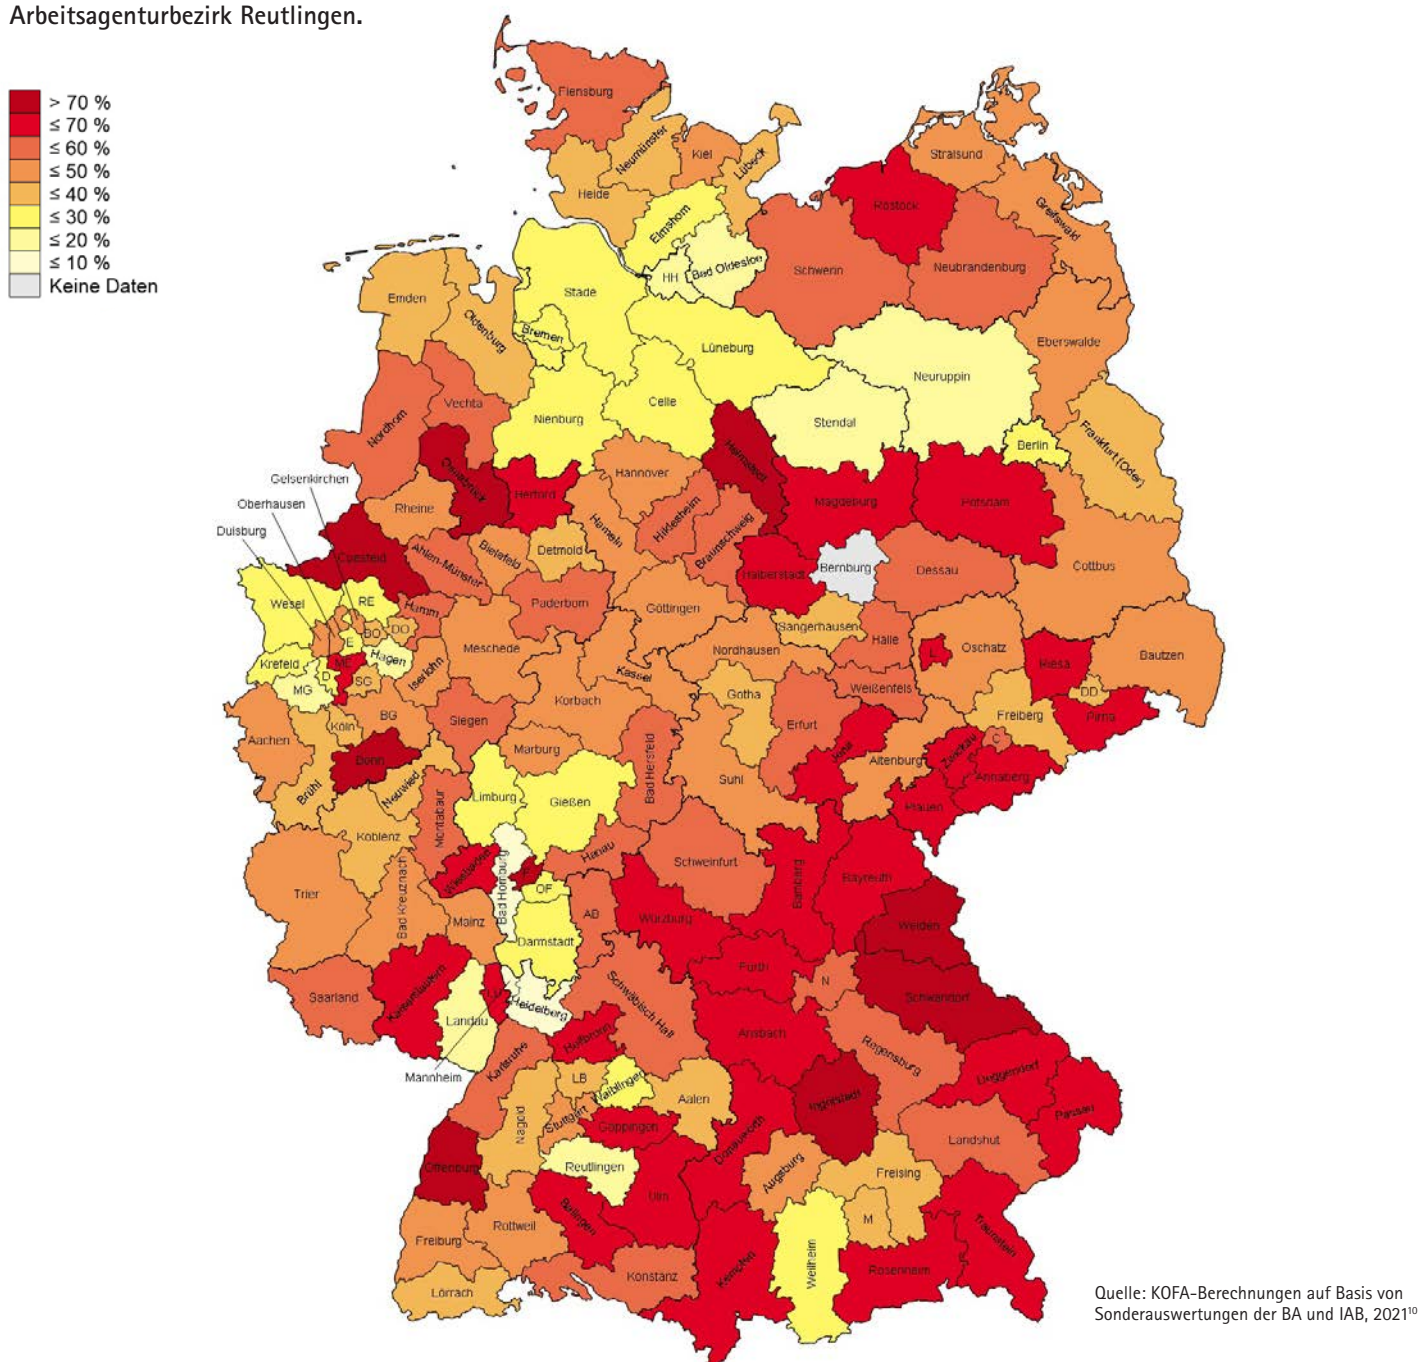 Arbeitsagenturbezirk Reutlingen.
> 70 %
≤ 70 %
≤ 60 %
≤ 50 %
≤ 40 %
≤ 30 %
≤ 20 %
≤ 10 %
Keine Daten
Flensburg
Neumünster
Kiel
Lübeck
Heide
Stralsund
Rostock
Greifswald
Elmshorn
HH
Bad Oldesloe
Schwerin
Neubrandenburg
Emden
Oldenburg
Stade
Bremen
Lüneburg
Eberswalde
Neuruppin
Nordhorn
Vechta
Nienburg
Celle
Stendal
Berlin
Frankfurt (Oder)
Gelsenkirchen
Oberhausen
Duisburg
Osnabrück
Herford
Hannover
Helmstedt
Magdeburg
Potsdam
Rheine
Hameln
Hildesheim
Braunschweig
Coesfeld
Ahlen-Münster
Bielefeld
Detmold
Halberstadt
Bernburg
Dessau
Cottbus
Wesel
RE
Hamm
Paderborn
Göttingen
Sangerhausen
Halle
E
BO
DO
Krefeld
ME
Hagen
Iserlohn
Meschede
Kassel
Nordhausen
L
Oschatz
Riesa
Bautzen
MG
D
SG
Köln
BG
Siegen
Korbach
Gotha
Erfurt
Weißenfels
Freiberg
DD
Pirna
Aachen
Bonn
Marburg
Bad Hersfeld
Suhl
Jena
Altenburg
Zwickau
C
Annaberg
Plauen
Brühl
Neuwied
Montabaur
Limburg
Gießen
Koblenz
Trier
Bad Kreuznach
Wiesbaden
Bad Homburg
F
OF
Hanau
Schweinfurt
Bamberg
Bayreuth
Weiden
Mainz
Darmstadt
AB
Würzburg
Fürth
N
Schwandorf
Saarland
Kaiserslautern
Landau
LU
Heidelberg
Mannheim
Karlsruhe
Heilbronn
Schwäbisch Hall
Ansbach
Regensburg
Deggendorf
Passau
Nagold
LB
Waiblingen
Stuttgart
Aalen
Göppingen
Donauwörth
Ingolstadt
Landshut
Offenburg
Reutlingen
Balingen
Ulm
Augsburg
Freising
M
Freiburg
Rottweil
Konstanz
Kempten
Weilheim
Rosenheim
Traunstein
Lörrach
Quelle: KOFA-Berechnungen auf Basis von
Sonderauswertungen der BA und IAB, 2021¹⁰